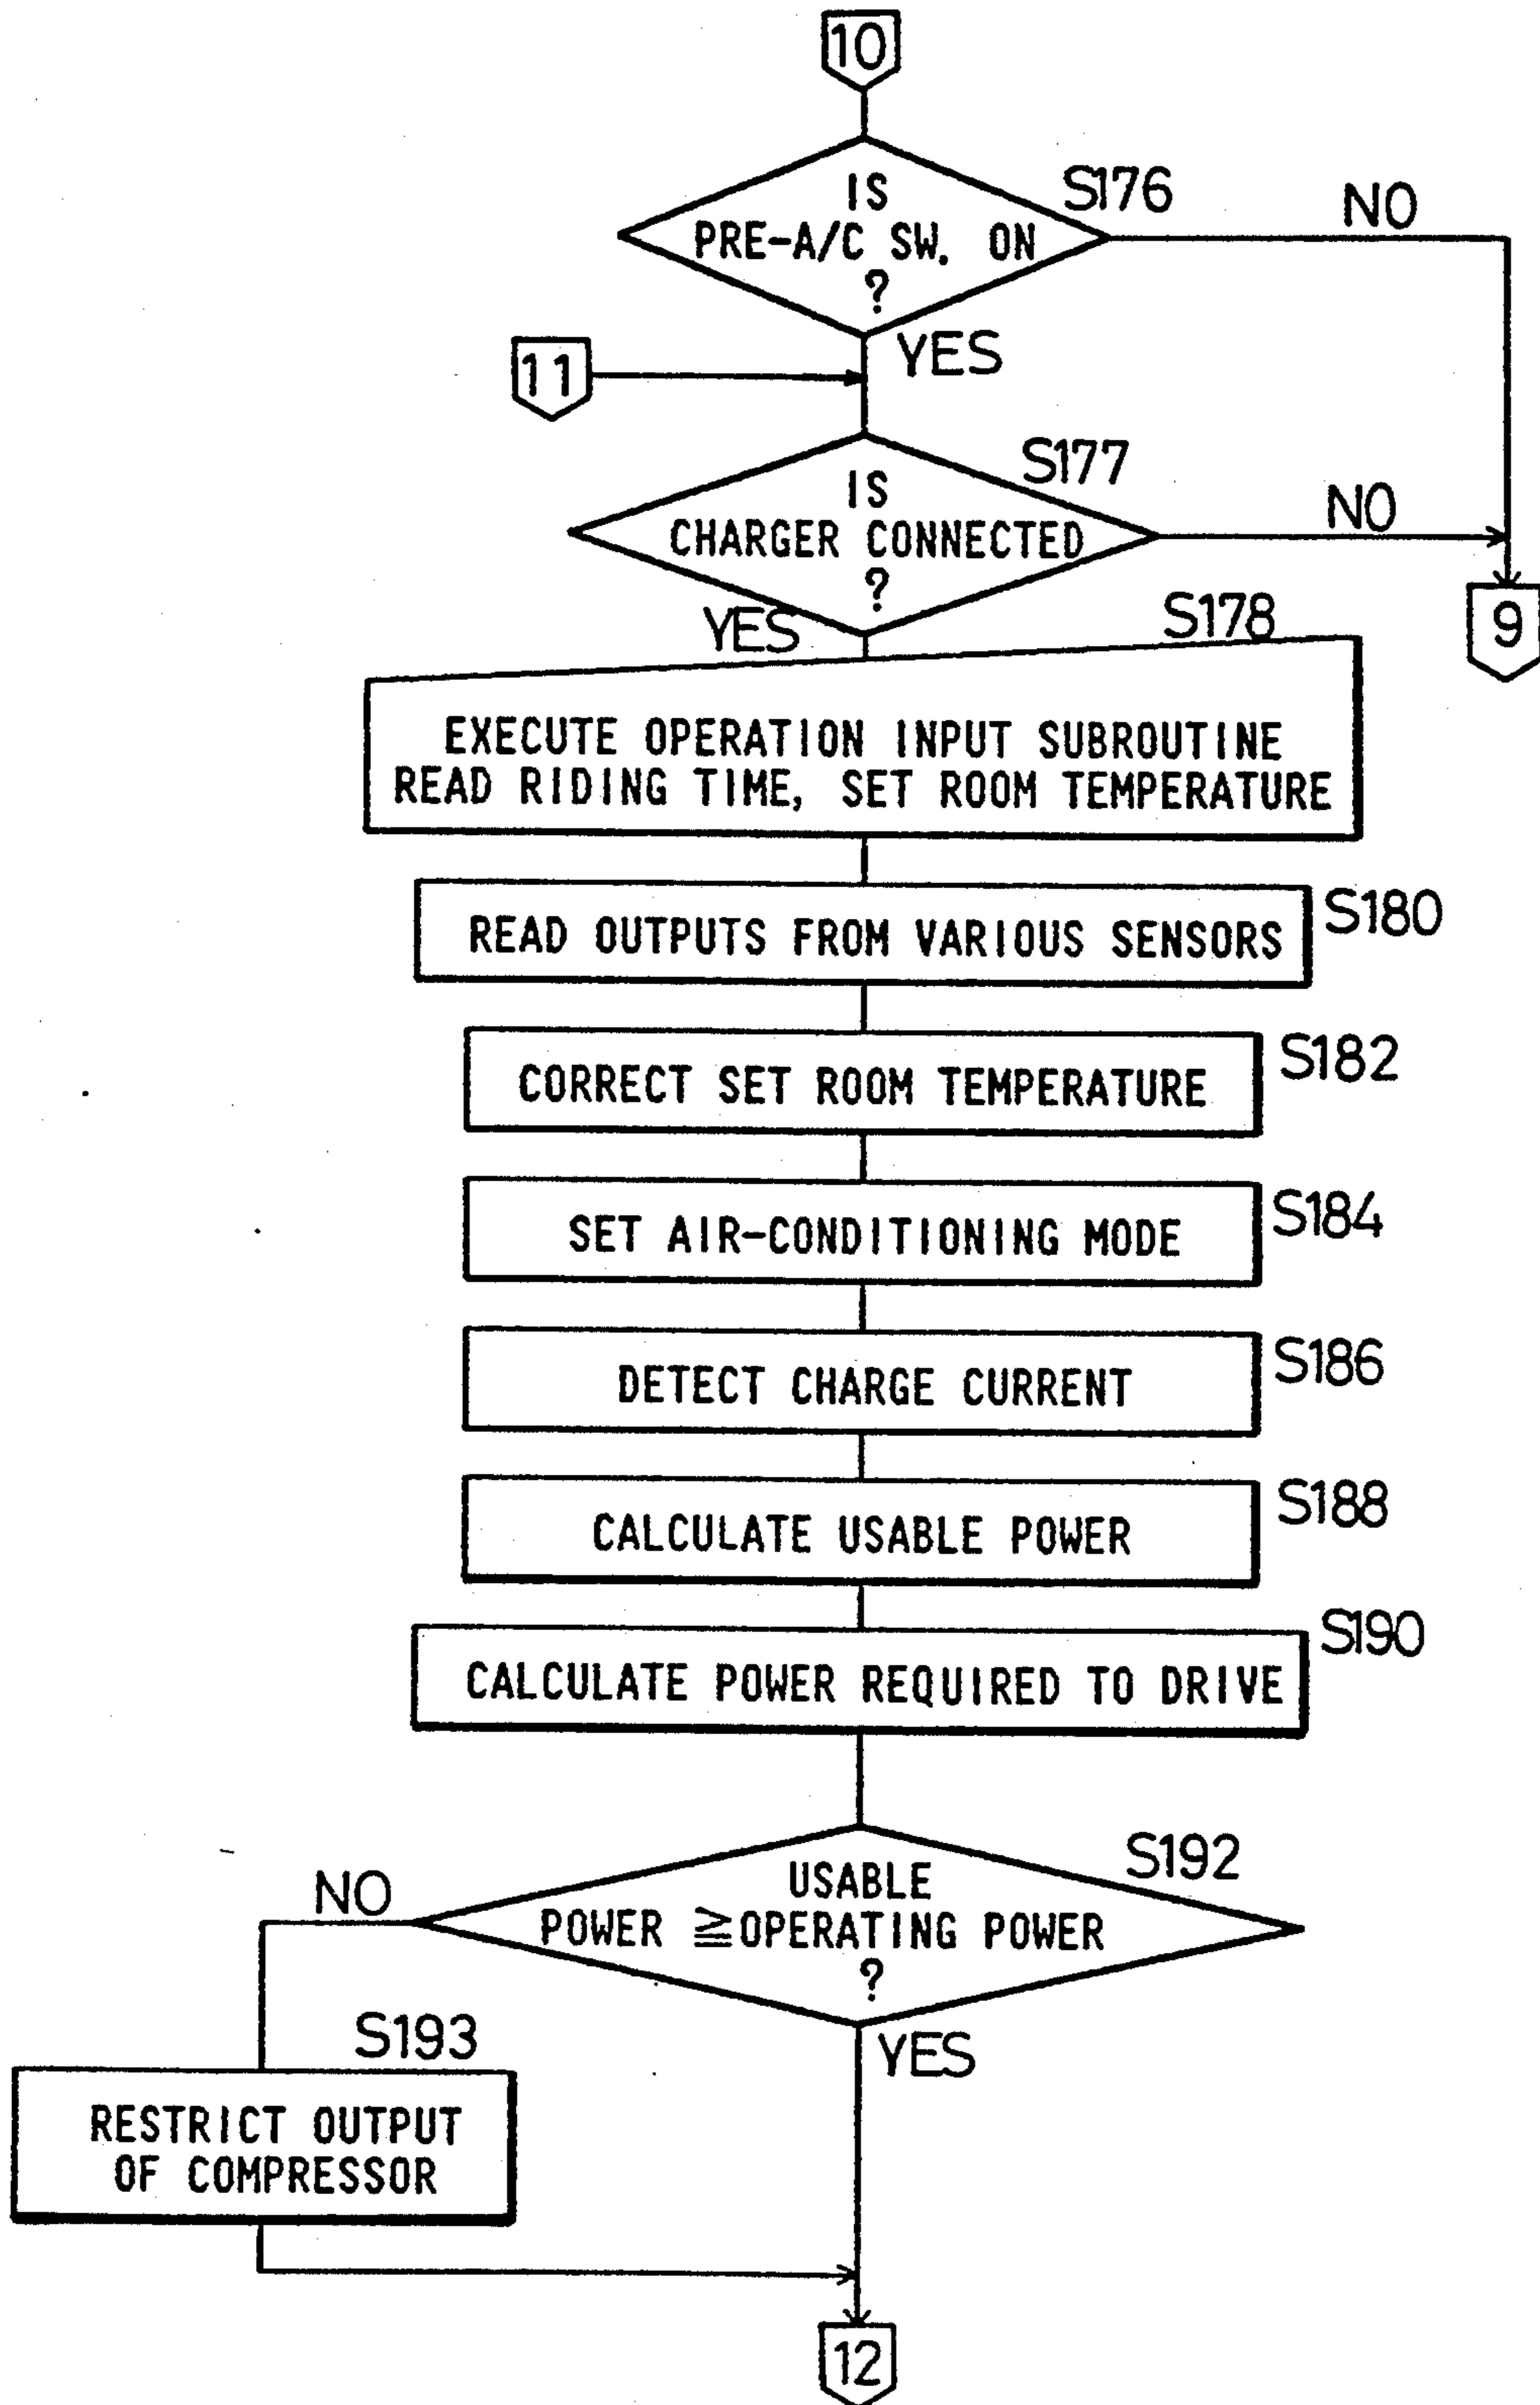 10
IS
PRE-A/C SW. ON
?
S176
NO
YES
11
IS
CHARGER CONNECTED
?
S177
NO
YES
9
S178
EXECUTE OPERATION INPUT SUBROUTINE
READ RIDING TIME, SET ROOM TEMPERATURE
READ OUTPUTS FROM VARIOUS SENSORS
S180
CORRECT SET ROOM TEMPERATURE
S182
SET AIR-CONDITIONING MODE
S184
DETECT CHARGE CURRENT
S186
CALCULATE USABLE POWER
S188
CALCULATE POWER REQUIRED TO DRIVE
S190
USABLE
POWER ≧OPERATING POWER
?
S192
NO
YES
S193
RESTRICT OUTPUT
OF COMPRESSOR
12